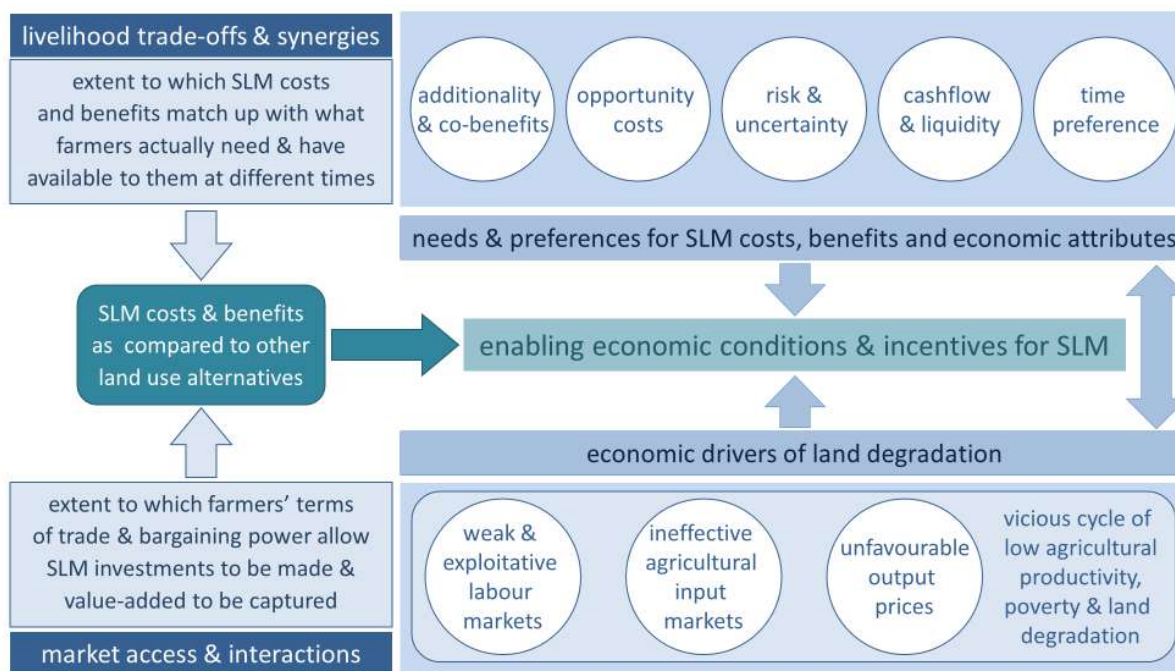 livelihood trade-offs & synergies
extent to which SLM costs
and benefits match up with what
farmers actually need & have
available to them at different times
additionality
& co-benefits
opportunity
costs
risk &
uncertainty
cashflow
& liquidity
time
preference
needs & preferences for SLM costs, benefits and economic attributes
SLM costs & benefits
as compared to other
land use alternatives
enabling economic conditions & incentives for SLM
economic drivers of land degradation
extent to which farmers’ terms
of trade & bargaining power allow
SLM investments to be made &
value-added to be captured
market access & interactions
weak &
exploitative
labour
markets
ineffective
agricultural
input
markets
unfavourable
output
prices
vicious cycle of
low agricultural
productivity,
poverty & land
degradation